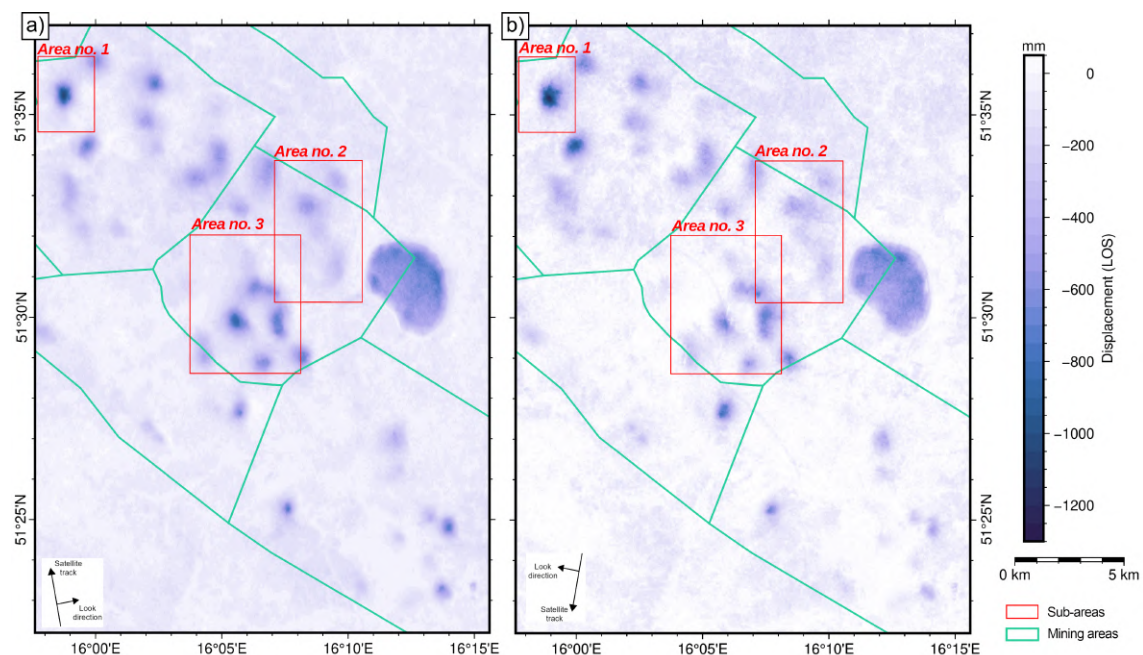 a)
Area no. 1
Area no. 2
Area no. 3
51°35'N
51°30'N
51°25'N
Satellite
track
Look
direction
16°00'E
16°05'E
16°10'E
16°15'E
b)
Area no. 1
Area no. 2
Area no. 3
51°35'N
51°30'N
51°25'N
Look
direction
Satellite
track
16°00'E
16°05'E
16°10'E
16°15'E
mm
0
−200
−400
−600
−800
−1000
−1200
Displacement (LOS)
0 km
5 km
Sub-areas
Mining areas